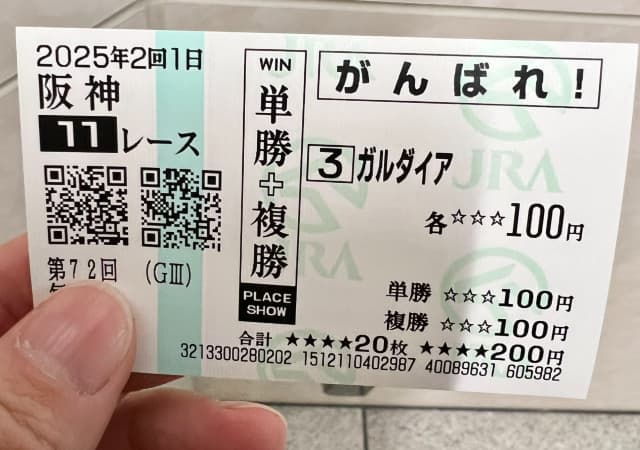 2025年2回1日
阪神
11レース
第72回 (GⅢ)
WIN
単勝+複勝
PLACE
SHOW
がんばれ!
3 ガルダイア
各☆☆☆100円
単勝 ☆☆☆100円
複勝 ☆☆☆100円
合計 ★★★★20枚 ★★★★200円
3213300280202 1512110402987 40089631 605982
JRA
JRA
JRA